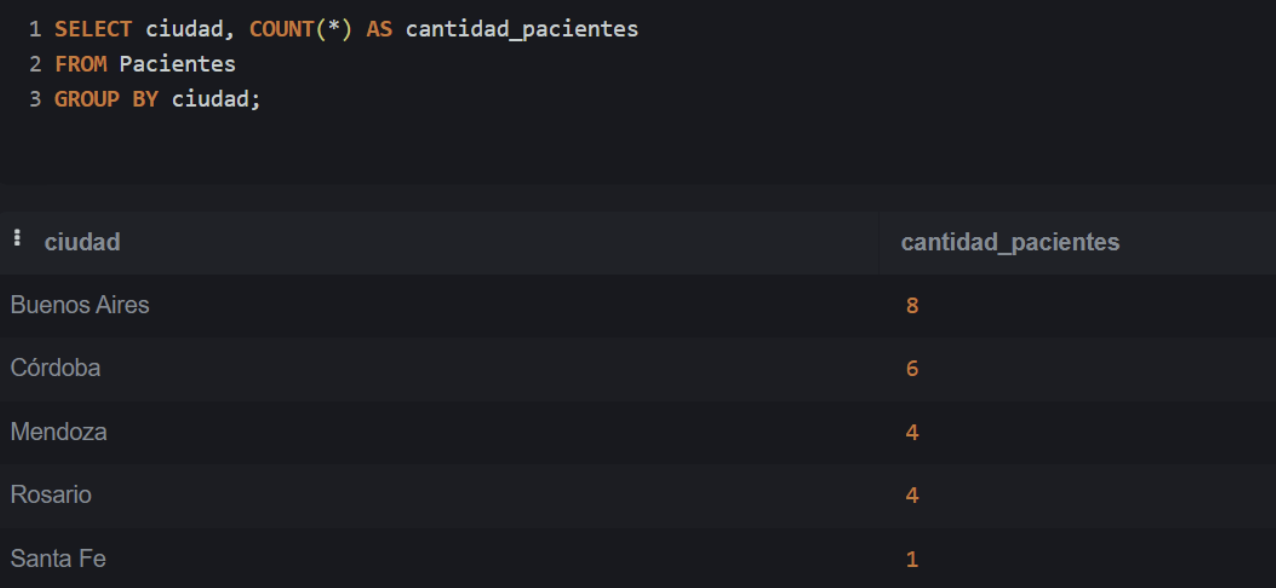 1 SELECT ciudad, COUNT(*) AS cantidad_pacientes
2 FROM Pacientes
3 GROUP BY ciudad;
ciudad cantidad_pacientes
Buenos Aires 8
Córdoba 6
Mendoza 4
Rosario 4
Santa Fe 1